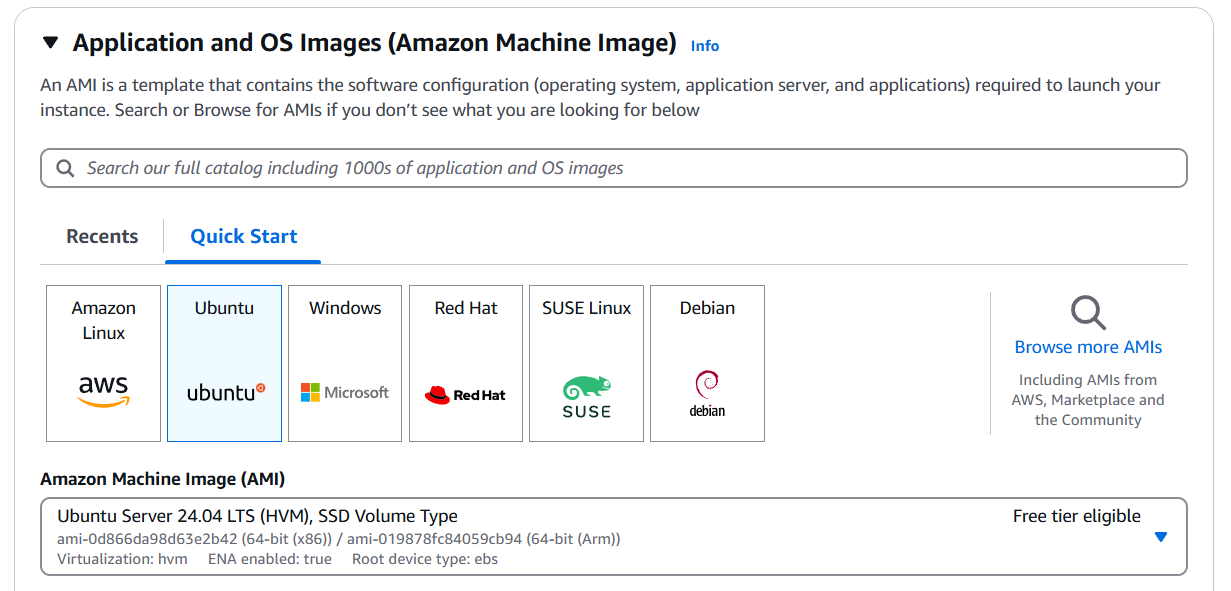 Application and OS Images (Amazon Machine Image) Info
An AMI is a template that contains the software configuration (operating system, application server, and applications) required to launch your
instance. Search or Browse for AMIs if you don’t see what you are looking for below
Search our full catalog including 1000s of application and OS images
Recents
Quick Start
Amazon
Linux
aws
Ubuntu
ubuntu
Windows
Microsoft
Red Hat
Red Hat
SUSE Linux
SUSE
Debian
debian
Browse more AMIs
Including AMIs from
AWS, Marketplace and
the Community
Amazon Machine Image (AMI)
Ubuntu Server 24.04 LTS (HVM), SSD Volume Type
Free tier eligible
ami-0d866da98d63e2b42 (64-bit (x86)) / ami-019878fc84059cb94 (64-bit (Arm))
Virtualization: hvm ENA enabled: true Root device type: ebs